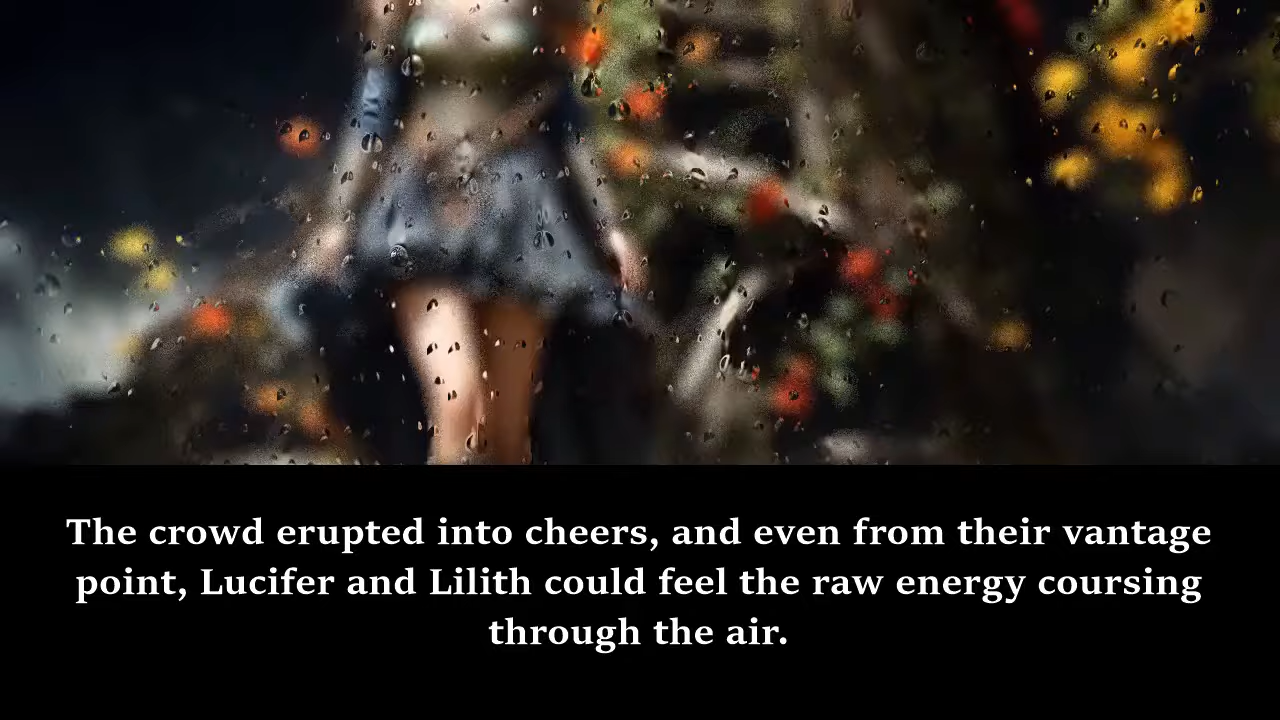 The crowd erupted into cheers, and even from their vantage
point, Lucifer and Lilith could feel the raw energy coursing
through the air.